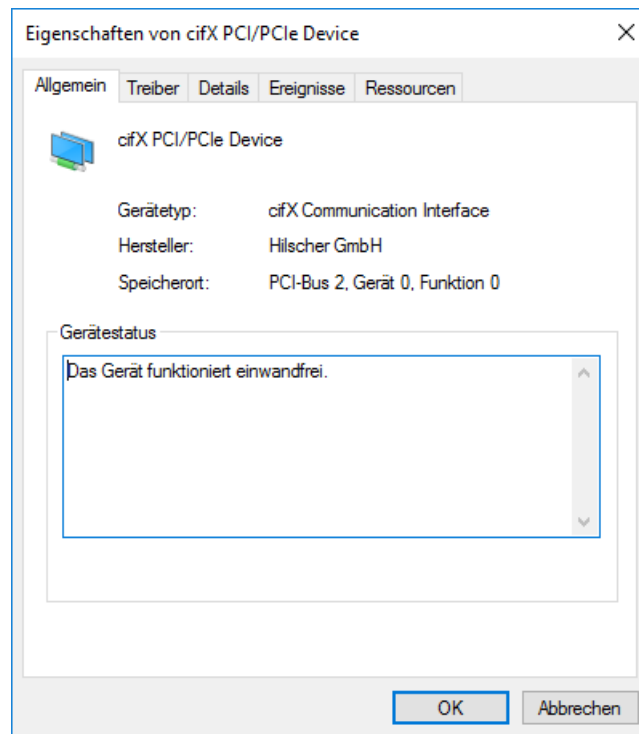 Eigenschaften von cifX PCI/PCIe Device
Allgemein Treiber Details Ereignisse Ressourcen
cifX PCI/PCIe Device
Gerätetyp: cifX Communication Interface
Hersteller: Hilscher GmbH
Speicherort: PCI-Bus 2, Gerät 0, Funktion 0
Gerätestatus
Das Gerät funktioniert einwandfrei.
OK Abbrechen